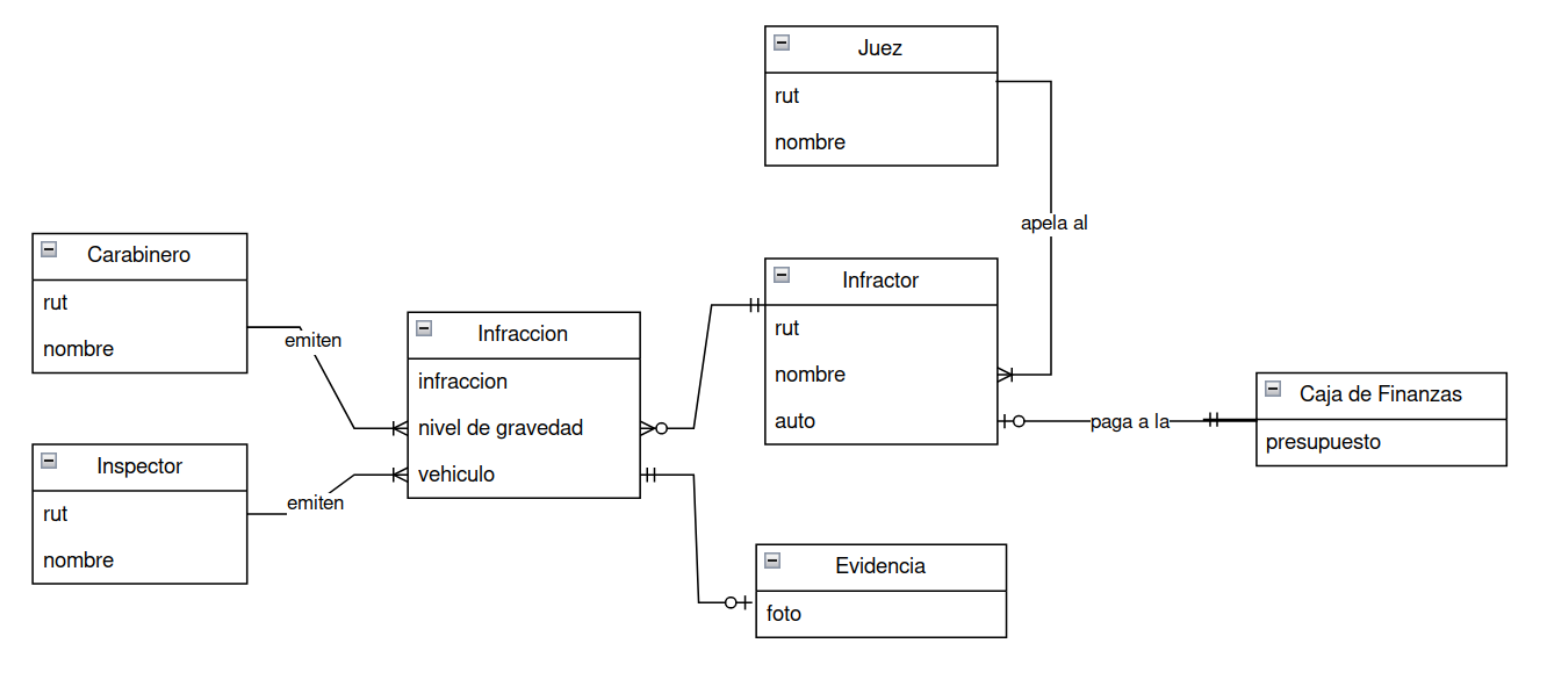 Juez
rut
nombre
apela al
Carabinero
rut
nombre
emiten
Infraccion
infraccion
nivel de gravedad
vehiculo
Inspector
rut
nombre
emiten
Infractor
rut
nombre
auto
paga a la
Caja de Finanzas
presupuesto
Evidencia
foto